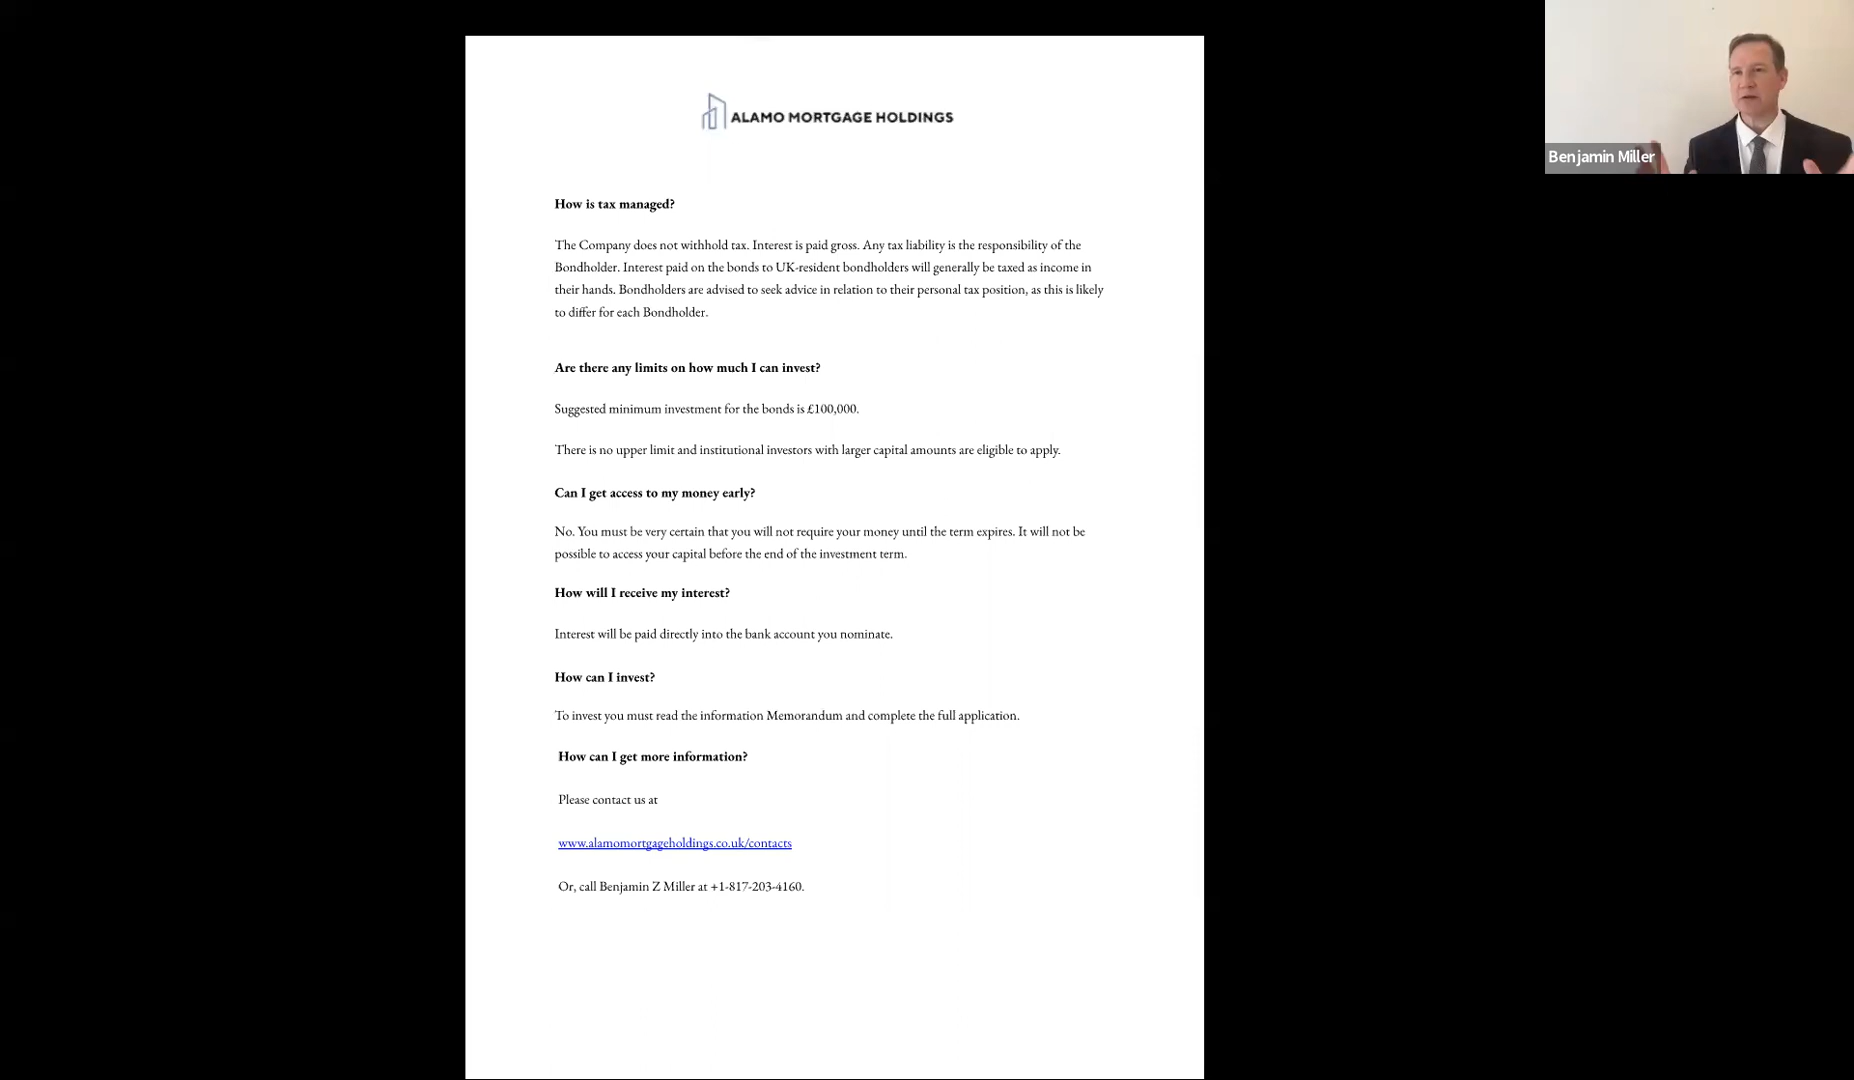 ALAMO MORTGAGE HOLDINGS
Benjamin Miller
How is tax managed?
The Company does not withhold tax. Interest is paid gross. Any tax liability is the responsibility of the
Bondholder. Interest paid on the bonds to UK-resident bondholders will generally be taxed as income in
their hands. Bondholders are advised to seek advice in relation to their personal tax position, as this is likely
to differ for each Bondholder.
Are there any limits on how much I can invest?
Suggested minimum investment for the bonds is £100,000.
There is no upper limit and institutional investors with larger capital amounts are eligible to apply.
Can I get access to my money early?
No. You must be very certain that you will not require your money until the term expires. It will not be
possible to access your capital before the end of the investment term.
How will I receive my interest?
Interest will be paid directly into the bank account you nominate.
How can I invest?
To invest you must read the information Memorandum and complete the full application.
How can I get more information?
Please contact us at
www.alamomortgageholdings.co.uk/contacts
Or, call Benjamin Z Miller at +1-817-203-4160.